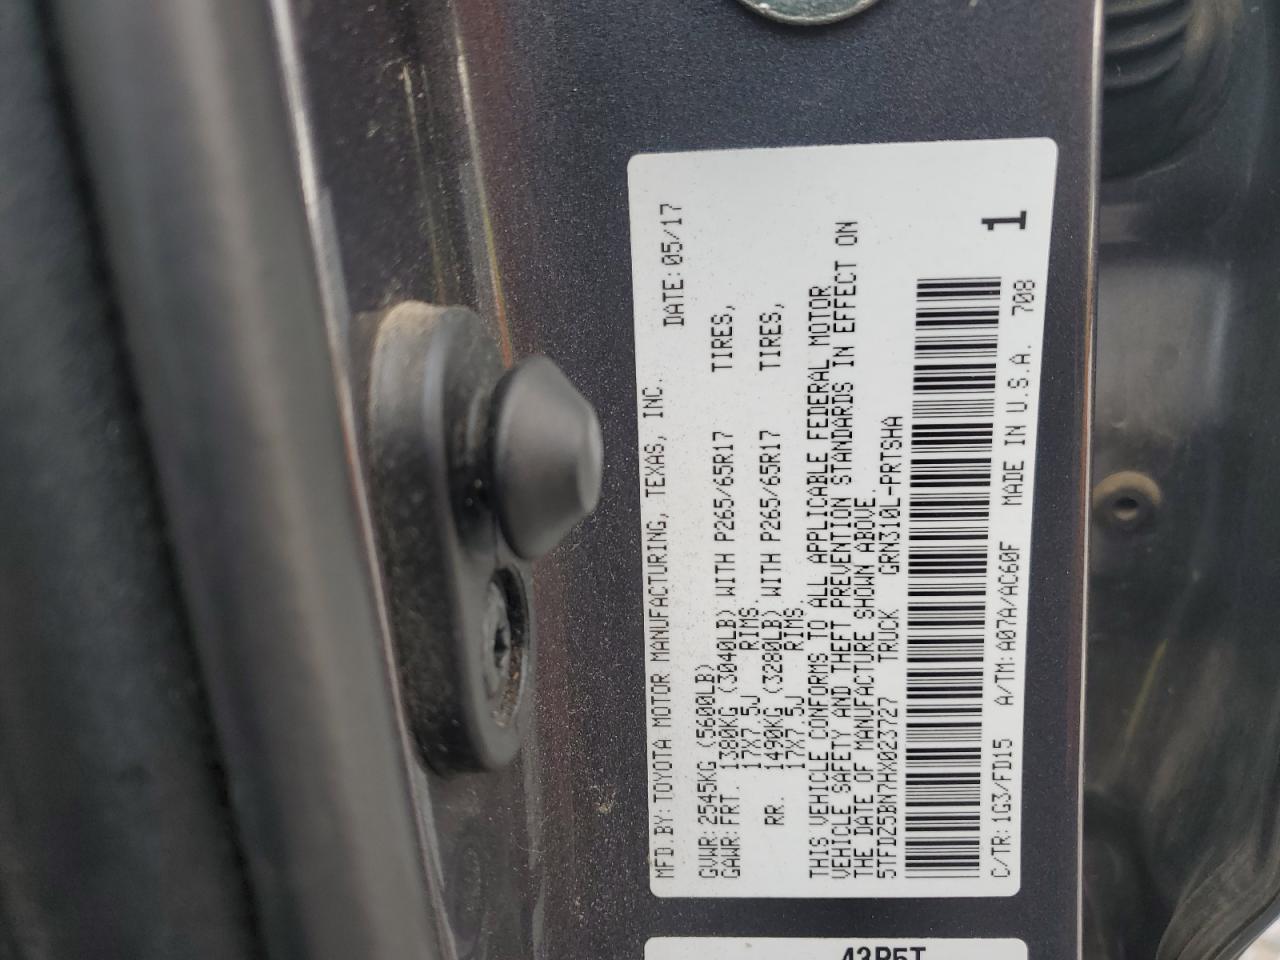 MFD.BY:TOYOTA MOTOR MANUFACTURING, TEXAS, INC.
DATE:05/17
GVWR:2545KG (5600LB)
GAWR:FRT. 1380KG (3040LB) WITH P265/65R17 TIRES,
17X7.5J RIMS.
RR. 1490KG (3280LB) WITH P265/65R17 TIRES,
17X7.5J RIMS.
THIS VEHICLE CONFORMS TO ALL APPLICABLE FEDERAL MOTOR
VEHICLE SAFETY AND THEFT PREVENTION STANDARDS IN EFFECT ON
THE DATE OF MANUFACTURE SHOWN ABOVE.
5TFDZ5BN7HX023727 TRUCK GRN310L-PRTSHA
1
C/TR:1G3/FD15 A/TM:A07A/AC60F MADE IN U.S.A. 708